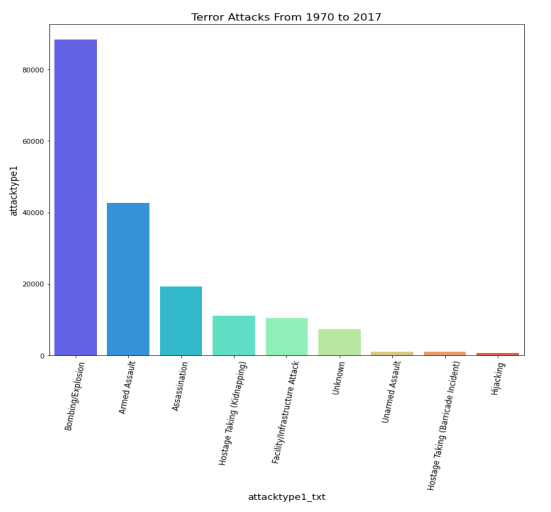 Terror Attacks From 1970 to 2017
attacktype1
80000
60000
40000
20000
0
Bombing/Explosion
Armed Assault
Assassination
Hostage Taking (Kidnapping)
Facility/Infrastructure Attack
Unknown
Unarmed Assault
Hostage Taking (Barricade Incident)
Hijacking
attacktype1_txt